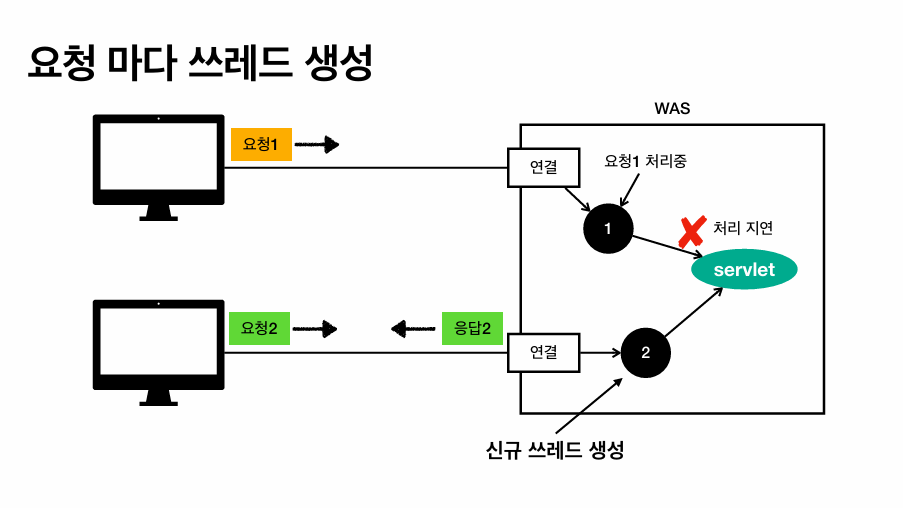 요청 마다 쓰레드 생성
WAS
요청1
연결
요청1 처리중
1
처리 지연
servlet
요청2
응답2
연결
2
신규 쓰레드 생성